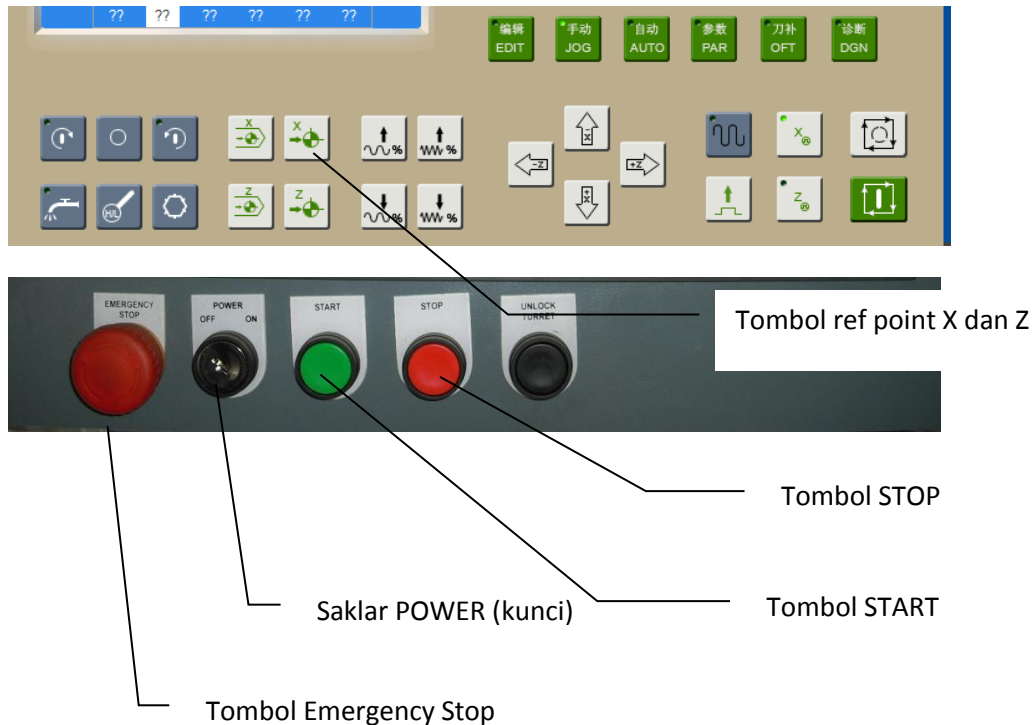 ?? ?? ?? ?? ?? ??
编辑 手动 自动 参数 刀补 诊断
EDIT JOG AUTO PAR OFT DGN
X X % % -X X
-Z +Z
H/L Z Z % % +X Z
EMERGENCY STOP
POWER
OFF ON
START
STOP
UNLOCK TURRET
Tombol ref point X dan Z
Tombol STOP
Saklar POWER (kunci)
Tombol START
Tombol Emergency Stop